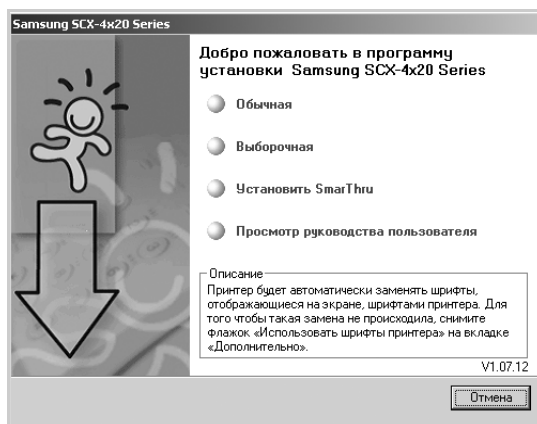 Samsung SCX-4x20 Series
Добро пожаловать в программу
установки Samsung SCX-4x20 Series
Обычная
Выборочная
Установить SmarThru
Просмотр руководства пользователя
Описание
Принтер будет автоматически заменять шрифты,
отображающиеся на экране, шрифтами принтера. Для
того чтобы такая замена не происходила, снимите
флажок «Использовать шрифты принтера» на вкладке
«Дополнительно».
V1.07.12
Отмена